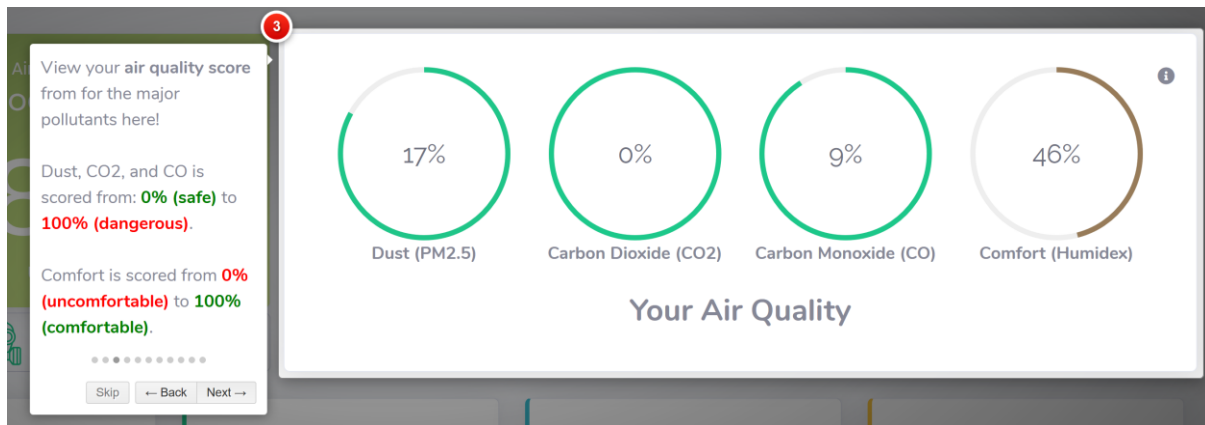 3
View your air quality score
from for the major
pollutants here!
Dust, CO2, and CO is
scored from: 0% (safe) to
100% (dangerous).
Comfort is scored from 0%
(uncomfortable) to 100%
(comfortable).
Skip
← Back
Next →
17%
0%
9%
46%
Dust (PM2.5)
Carbon Dioxide (CO2)
Carbon Monoxide (CO)
Comfort (Humidex)
Your Air Quality